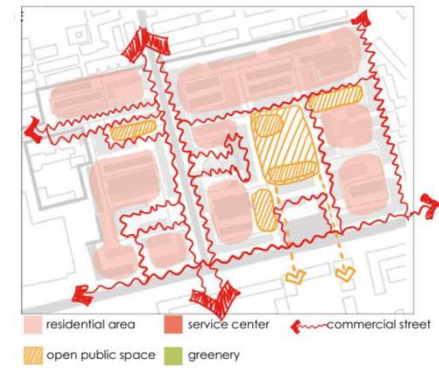 residential area
service center
commercial street
open public space
greenery